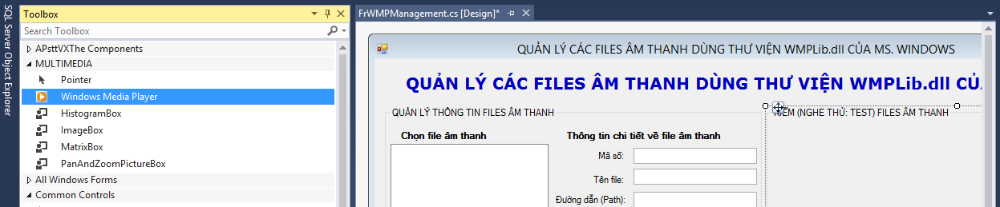 SQL Server Object Explorer
Toolbox
Search Toolbox
APsttVXThe Components
MULTIMEDIA
Pointer
Windows Media Player
HistogramBox
ImageBox
MatrixBox
PanAndZoomPictureBox
All Windows Forms
Common Controls
FrWMPManagement.cs [Design]*
QUẢN LÝ CÁC FILES ÂM THANH DÙNG THƯ VIỆN WMPLib.dll CỦA MS. WINDOWS
QUẢN LÝ CÁC FILES ÂM THANH DÙNG THƯ VIỆN WMPLib.dll CỦ
QUẢN LÝ THÔNG TIN FILES ÂM THANH
Chọn file âm thanh
Thông tin chi tiết về file âm thanh
Mã số:
Tên file:
Đường dẫn (Path):
(NGHE THỬ: TEST) FILES ÂM THANH